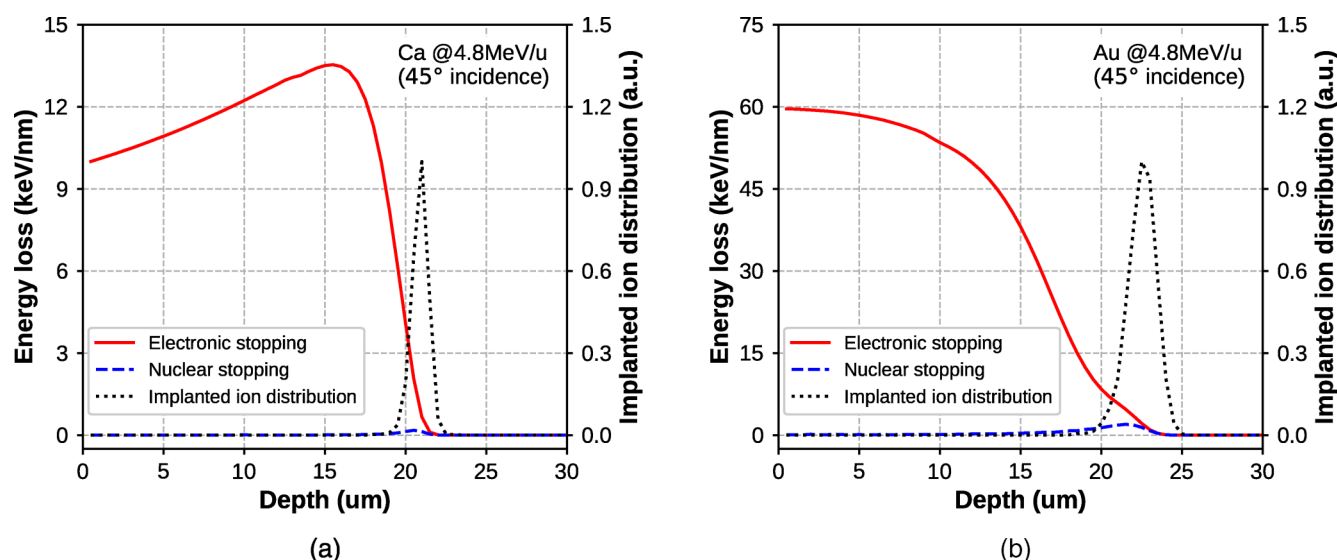 Ca @4.8MeV/u
(45° incidence)
Energy loss (keV/nm)
15
12
9
6
3
0
Implanted ion distribution (a.u.)
1.5
1.2
0.9
0.6
0.3
0.0
Electronic stopping
Nuclear stopping
Implanted ion distribution
0 5 10 15 20 25 30
Depth (um)
(a)
Au @4.8MeV/u
(45° incidence)
Energy loss (keV/nm)
75
60
45
30
15
0
Implanted ion distribution (a.u.)
1.5
1.2
0.9
0.6
0.3
0.0
Electronic stopping
Nuclear stopping
Implanted ion distribution
0 5 10 15 20 25 30
Depth (um)
(b)